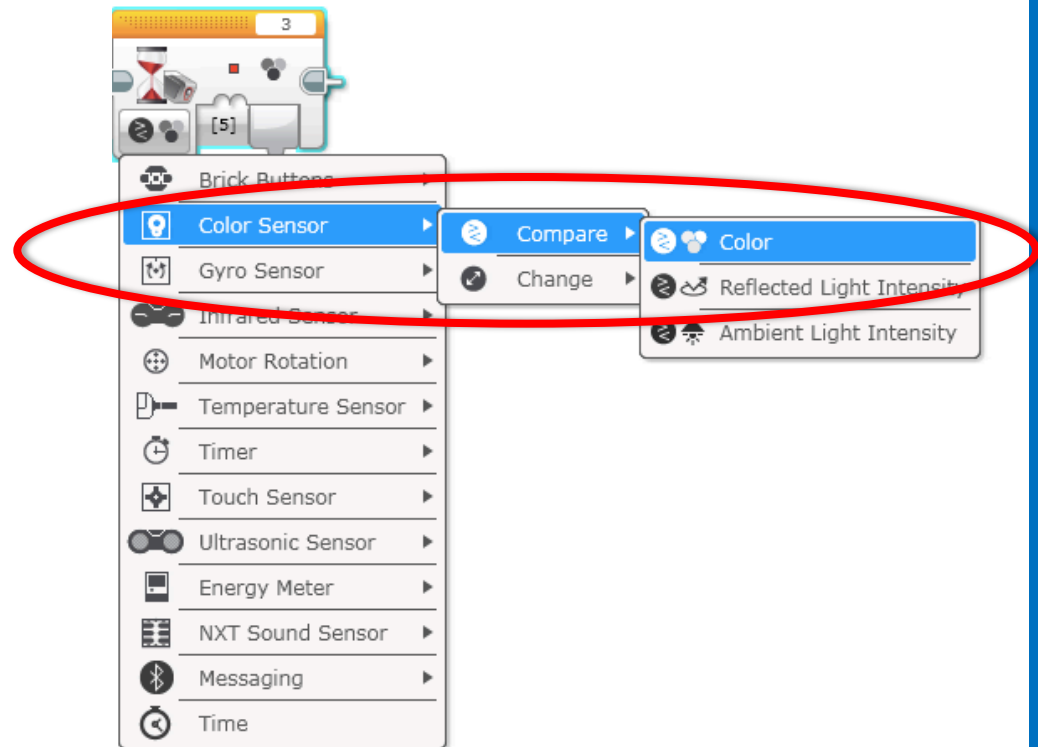 3
[5]
Brick Buttons
Color Sensor
Compare
Color
Gyro Sensor
Change
Reflected Light Intensity
Infrared Sensor
Ambient Light Intensity
Motor Rotation
Temperature Sensor
Timer
Touch Sensor
Ultrasonic Sensor
Energy Meter
NXT Sound Sensor
Messaging
Time